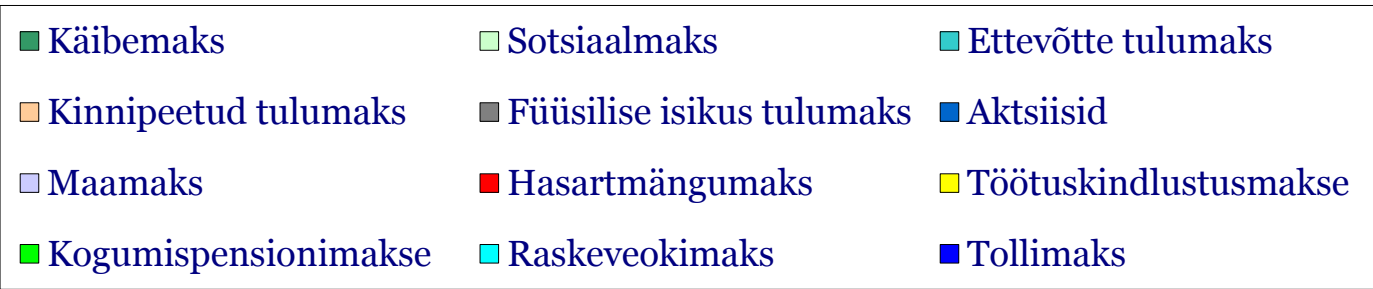 Käibemaks Sotsiaalmaks Ettevõtte tulumaks
Kinnipeetud tulumaks Füüsilise isikus tulumaks Aktsiisid
Maamaks Hasartmängumaks Töötuskindlustusmakse
Kogumispensionimakse Raskeveokimaks Tollimaks